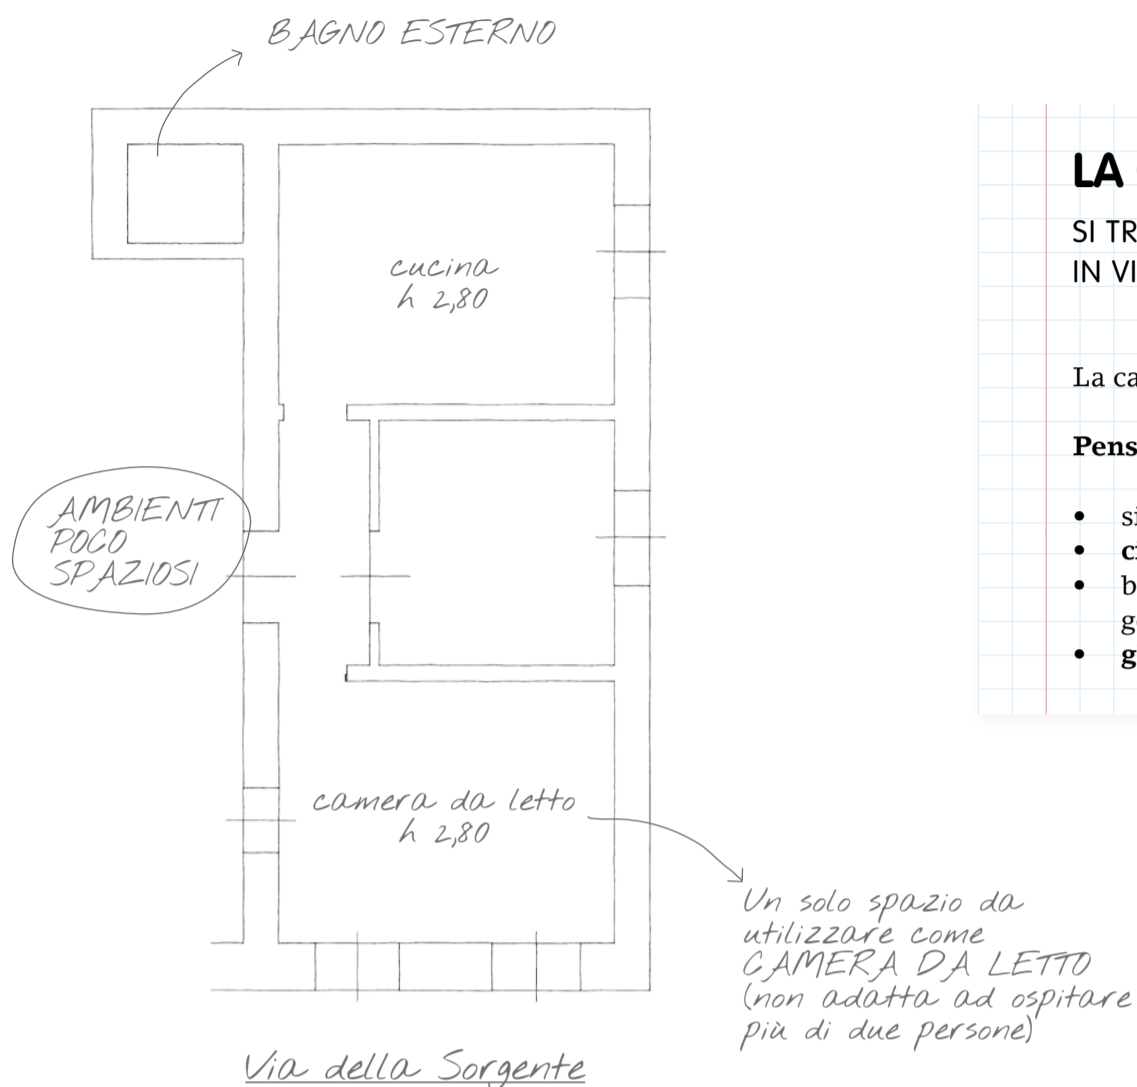 BAGNO ESTERNO
cucina
h 2,80
AMBIENTI
POCO
SPAZIOSI
camera da letto
h 2,80
Un solo spazio da
utilizzare come
CAMERA DA LETTO
(non adatta ad ospitare
più di due persone)
Via della Sorgente
LA
SI TR
IN VI
La ca
Pens
• si
• ci
• b
g
• g